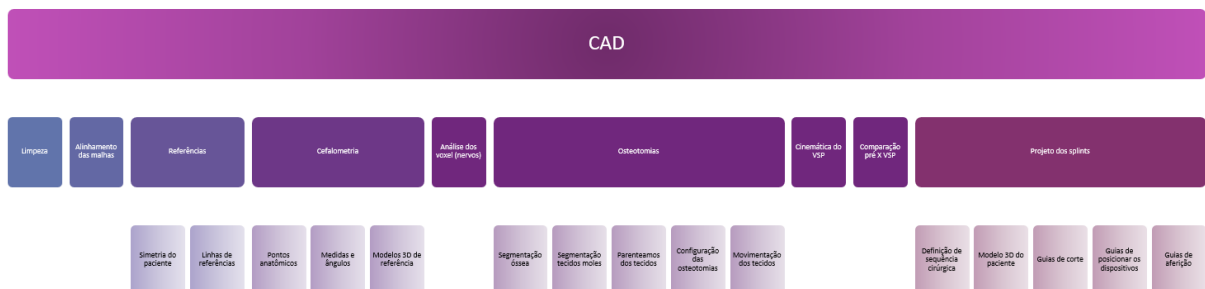 CAD
Limpeza
Alinhamento
das malhas
Referências
Cefalometria
Análise dos
voxel (nervos)
Osteotomias
Cinemática do
VSP
Comparação
pré X VSP
Projeto dos splints
Simetria do
paciente
Linhas de
referências
Pontos
anatômicos
Medidas e
ângulos
Modelos 3D de
referência
Segmentação
óssea
Segmentação
tecidos moles
Parenteamos
dos tecidos
Configuração
das
osteotomias
Movimentação
dos tecidos
Definição de
sequência
cirúrgica
Modelo 3D do
paciente
Guias de corte
Guias de
posicionar os
dispositivos
Guias de
aferição